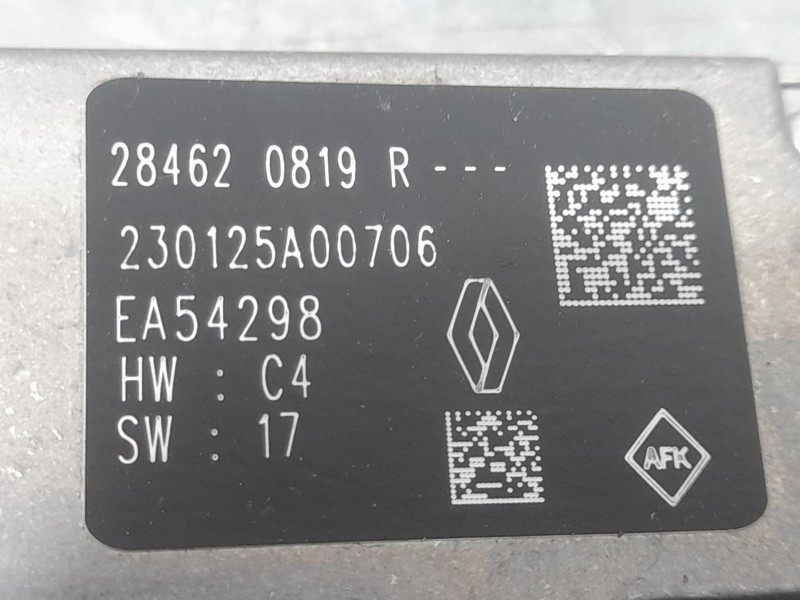 28462 0819 R ---
230125A00706
EA54298
HW : C4
SW : 17
AFK